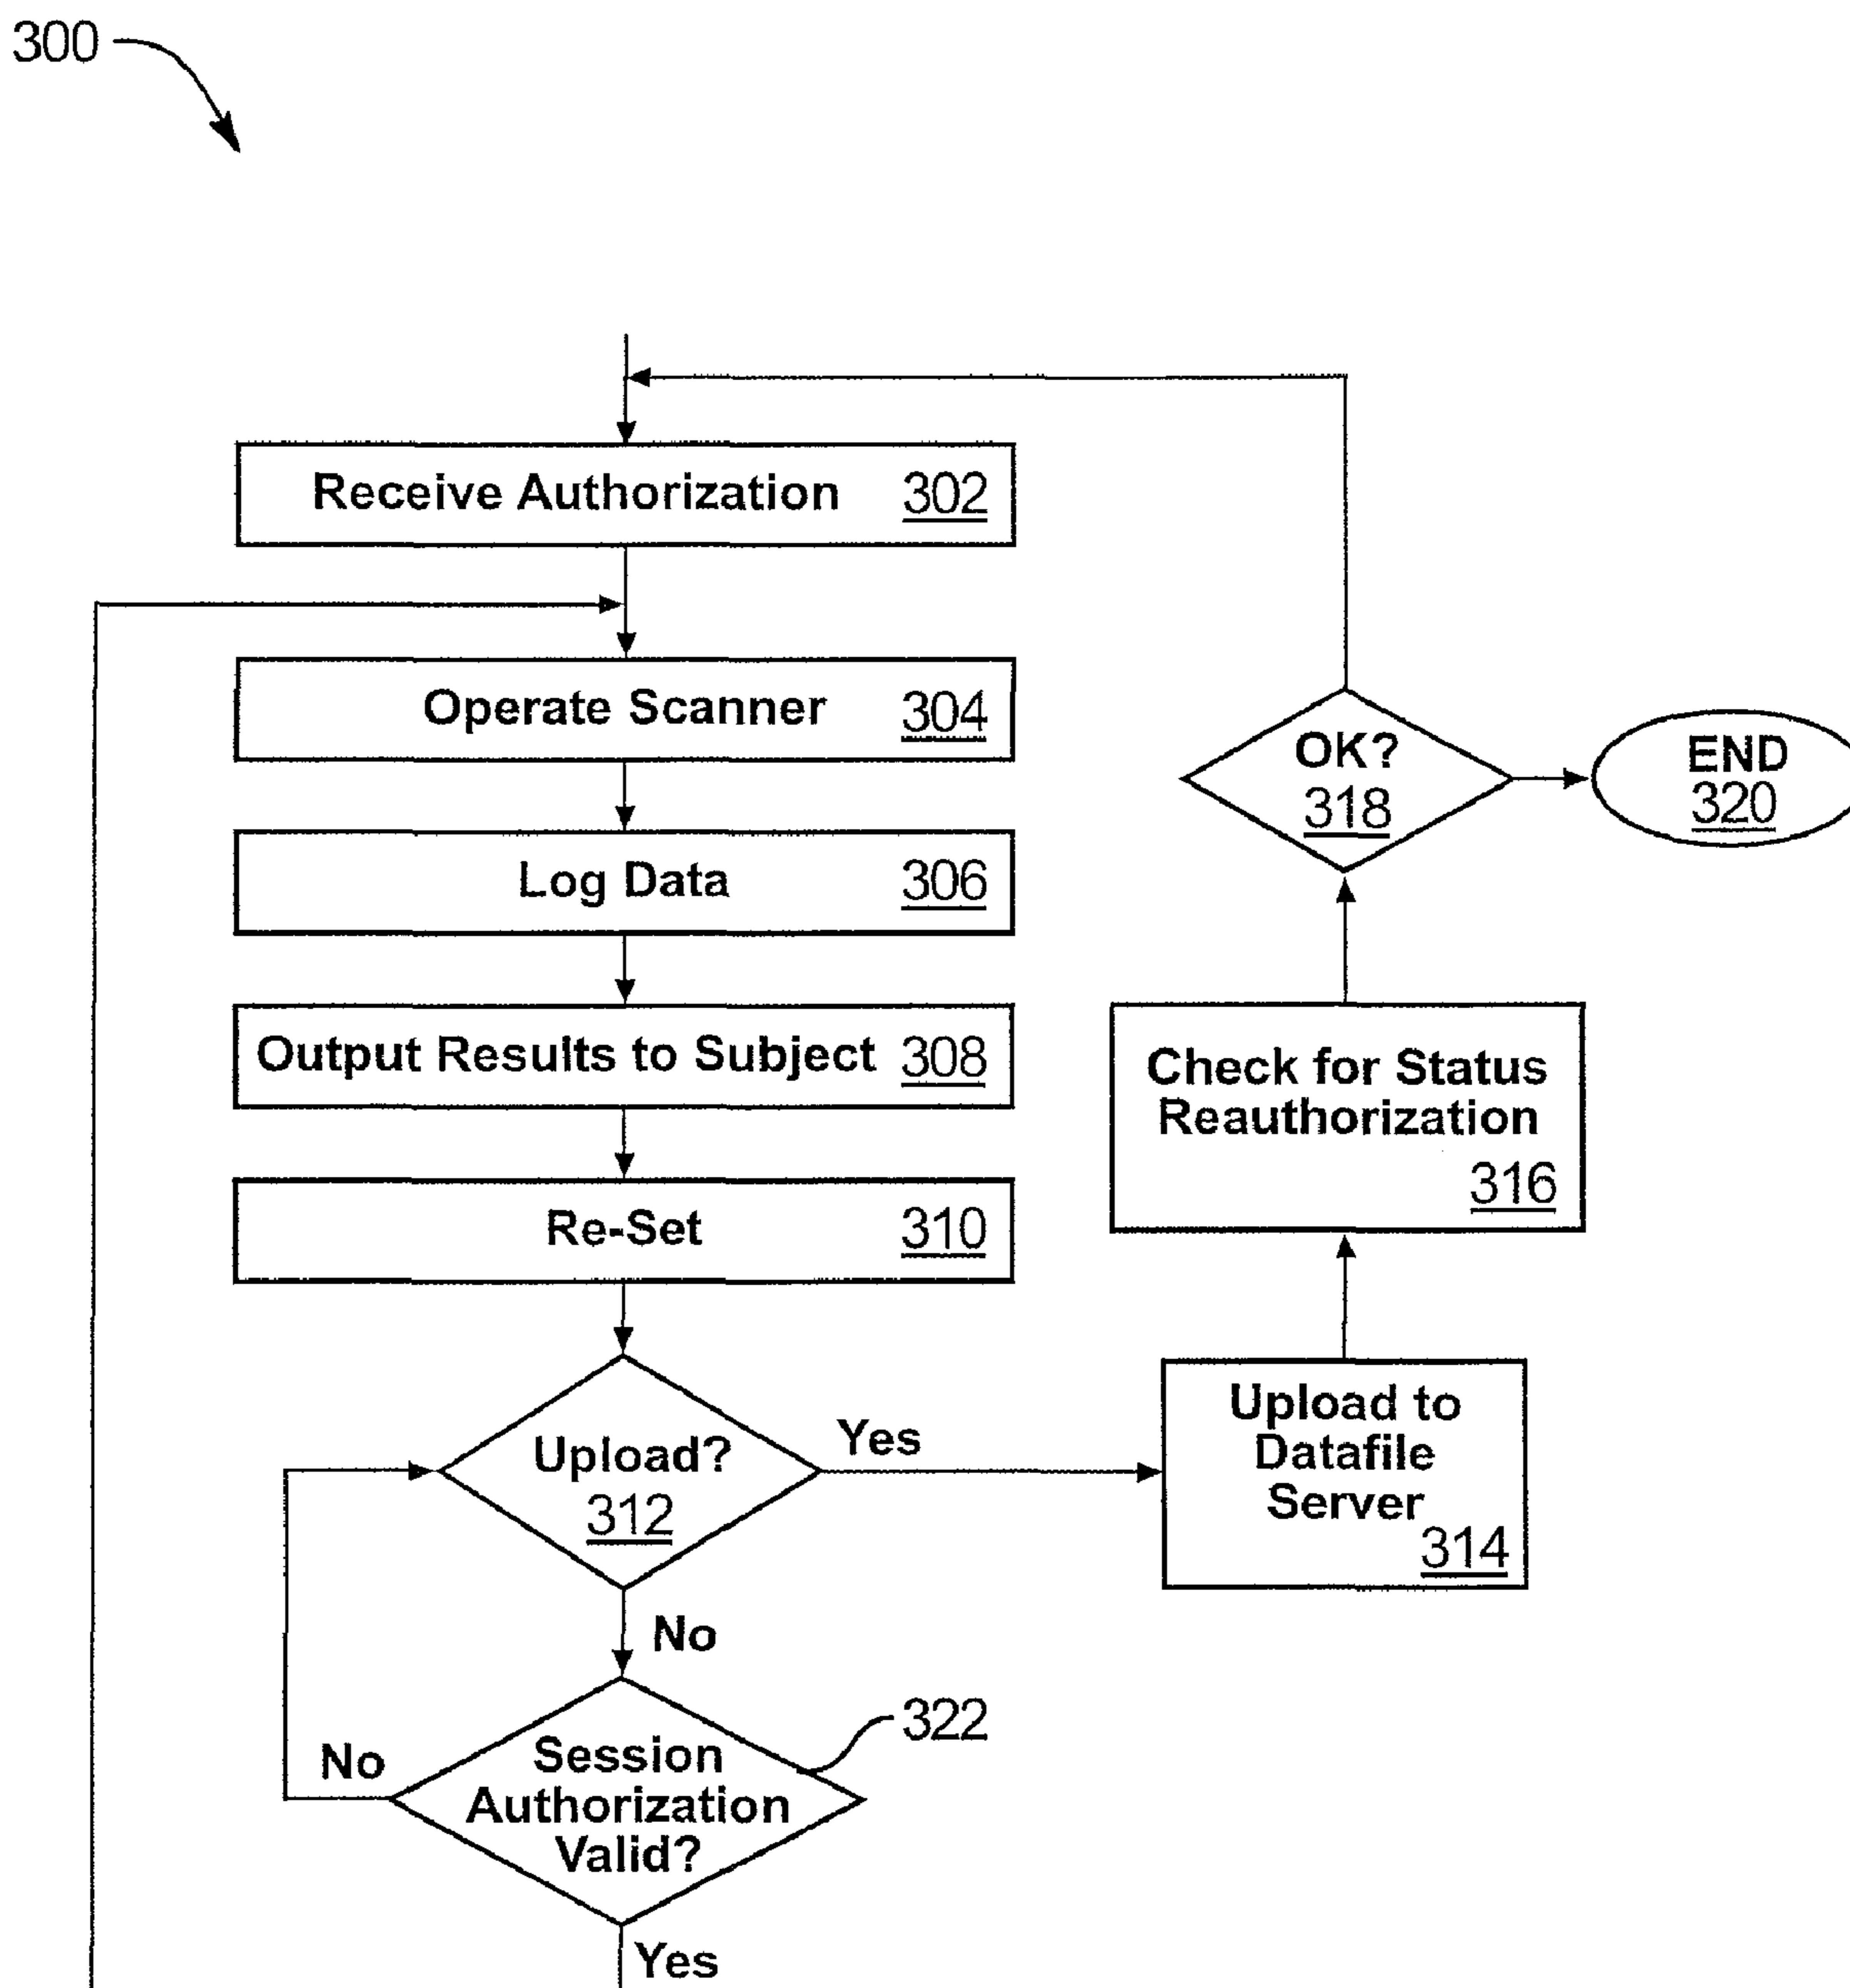 300
Receive Authorization 302
Operate Scanner 304
Log Data 306
Output Results to Subject 308
Re-Set 310
Upload?
312
Yes
No
Session
Authorization
Valid?
322
No
Yes
Upload to
Datafile
Server
314
Check for Status
Reauthorization
316
OK?
318
END
320